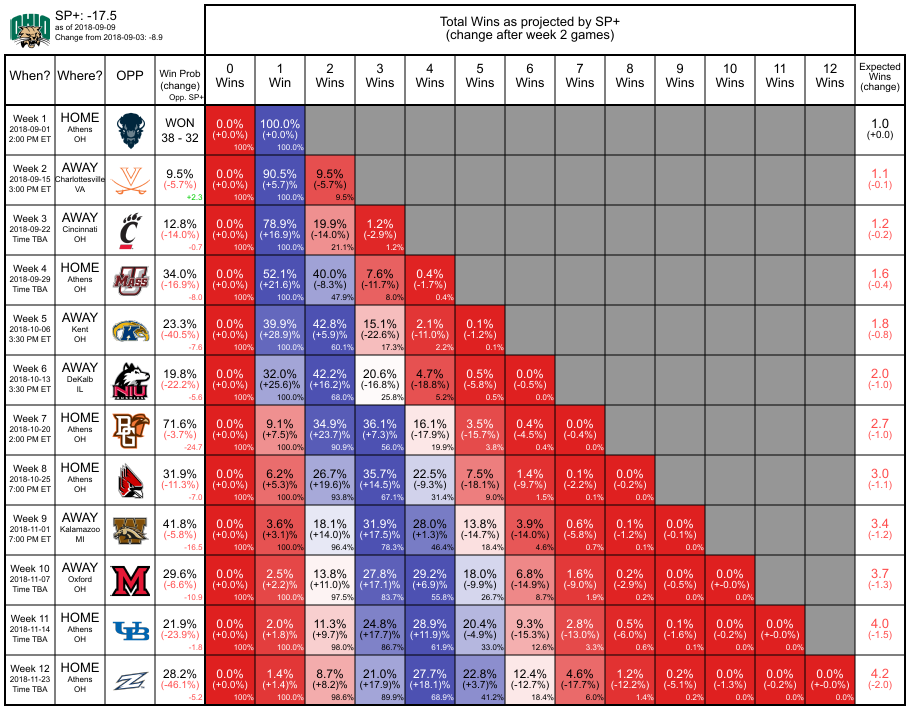 OHIO
SP+: -17.5
as of 2018-09-09
Change from 2018-09-03: -8.9
Total Wins as projected by SP+
(change after week 2 games)
When? Where? OPP Win Prob (change) Opp. SP+ 0 Wins 1 Win 2 Wins 3 Wins 4 Wins 5 Wins 6 Wins 7 Wins 8 Wins 9 Wins 10 Wins 11 Wins 12 Wins Expected Wins (change)
Week 1 HOME WON 0.0% 100.0% 1.0
2018-09-01 Athens 38 - 32 (+0.0%) (+0.0%) (+0.0)
2:00 PM ET OH 100% 100.0%
Week 2 AWAY 9.5% 0.0% 90.5% 9.5% 1.1
2018-09-15 Charlottesville (-5.7%) (+0.0%) (+5.7)% (-5.7%) (-0.1)
3:00 PM ET VA +2.3 100% 100.0% 9.5%
Week 3 AWAY 12.8% 0.0% 78.9% 19.9% 1.2% 1.2
2018-09-22 Cincinnati (-14.0%) (+0.0%) (+16.9)% (-14.0%) (-2.9%) (-0.2)
Time TBA OH -0.7 100% 100.0% 21.1% 1.2%
Week 4 HOME MASS 34.0% 0.0% 52.1% 40.0% 7.6% 0.4% 1.6
2018-09-29 Athens (-16.9%) (+0.0%) (+21.6)% (-8.3%) (-11.7%) (-1.7%) (-0.4)
Time TBA OH -8.0 100% 100.0% 47.9% 8.0% 0.4%
Week 5 AWAY 23.3% 0.0% 39.9% 42.8% 15.1% 2.1% 0.1% 1.8
2018-10-06 Kent (-40.5%) (+0.0%) (+28.9)% (+5.9)% (-22.6%) (-11.0%) (-1.2%) (-0.8)
3:30 PM ET OH -7.6 100% 100.0% 60.1% 17.3% 2.2% 0.1%
Week 6 AWAY NIU 19.8% 0.0% 32.0% 42.2% 20.6% 4.7% 0.5% 0.0% 2.0
2018-10-13 DeKalb (-22.2%) (+0.0%) (+25.6)% (+16.2)% (-16.8%) (-18.8%) (-5.8%) (-0.5%) (-1.0)
3:30 PM ET IL -5.6 100% 100.0% 68.0% 25.8% 5.2% 0.5% 0.0%
Week 7 HOME BG 71.6% 0.0% 9.1% 34.9% 36.1% 16.1% 3.5% 0.4% 0.0% 2.7
2018-10-20 Athens (-3.7%) (+0.0%) (+7.5)% (+23.7)% (+7.3)% (-17.9%) (-15.7%) (-4.5%) (-0.4%) (-1.0)
2:00 PM ET OH -24.7 100% 100.0% 90.9% 56.0% 19.9% 3.8% 0.4% 0.0%
Week 8 HOME 31.9% 0.0% 6.2% 26.7% 35.7% 22.5% 7.5% 1.4% 0.1% 0.0% 3.0
2018-10-25 Athens (-11.3%) (+0.0%) (+5.3)% (+19.6)% (+14.5)% (-9.3%) (-18.1%) (-9.7%) (-2.2%) (-0.2%) (-1.1)
7:00 PM ET OH -7.0 100% 100.0% 93.8% 67.1% 31.4% 9.0% 1.5% 0.1% 0.0%
Week 9 AWAY W 41.8% 0.0% 3.6% 18.1% 31.9% 28.0% 13.8% 3.9% 0.6% 0.1% 0.0% 3.4
2018-11-01 Kalamazoo (-5.8%) (+0.0%) (+3.1)% (+14.0)% (+17.5)% (+1.3)% (-14.7%) (-14.0%) (-5.8%) (-1.2%) (-0.1%) (-1.2)
7:00 PM ET MI -16.5 100% 100.0% 96.4% 78.3% 46.4% 18.4% 4.6% 0.7% 0.1% 0.0%
Week 10 AWAY M 29.6% 0.0% 2.5% 13.8% 27.8% 29.2% 18.0% 6.8% 1.6% 0.2% 0.0% 0.0% 3.7
2018-11-07 Oxford (-6.6%) (+0.0%) (+2.2)% (+11.0)% (+17.1)% (+6.9)% (-9.9%) (-14.9%) (-9.0%) (-2.9%) (-0.5%) (+-0.0%) (-1.3)
Time TBA OH -10.9 100% 100.0% 97.5% 83.7% 55.8% 26.7% 8.7% 1.9% 0.2% 0.0% 0.0%
Week 11 HOME UB 21.9% 0.0% 2.0% 11.3% 24.8% 28.9% 20.4% 9.3% 2.8% 0.5% 0.1% 0.0% 0.0% 4.0
2018-11-14 Athens (-23.9%) (+0.0%) (+1.8)% (+9.7)% (+17.7)% (+11.9)% (-4.9%) (-15.3%) (-13.0%) (-6.0%) (-1.6%) (-0.2%) (+-0.0%) (-1.5)
Time TBA OH -1.8 100% 100.0% 98.0% 86.7% 61.9% 33.0% 12.6% 3.3% 0.6% 0.1% 0.0% 0.0%
Week 12 HOME 28.2% 0.0% 1.4% 8.7% 21.0% 27.7% 22.8% 12.4% 4.6% 1.2% 0.2% 0.0% 0.0% 0.0% 4.2
2018-11-23 Athens (-46.1%) (+0.0%) (+1.4)% (+8.2)% (+17.9)% (+18.1)% (+3.7)% (-12.7%) (-17.7%) (-12.2%) (-5.1%) (-1.3%) (-0.2%) (+-0.0%) (-2.0)
Time TBA OH -5.2 100% 100.0% 98.6% 89.9% 68.9% 41.2% 18.4% 6.0% 1.4% 0.2% 0.0% 0.0% 0.0%